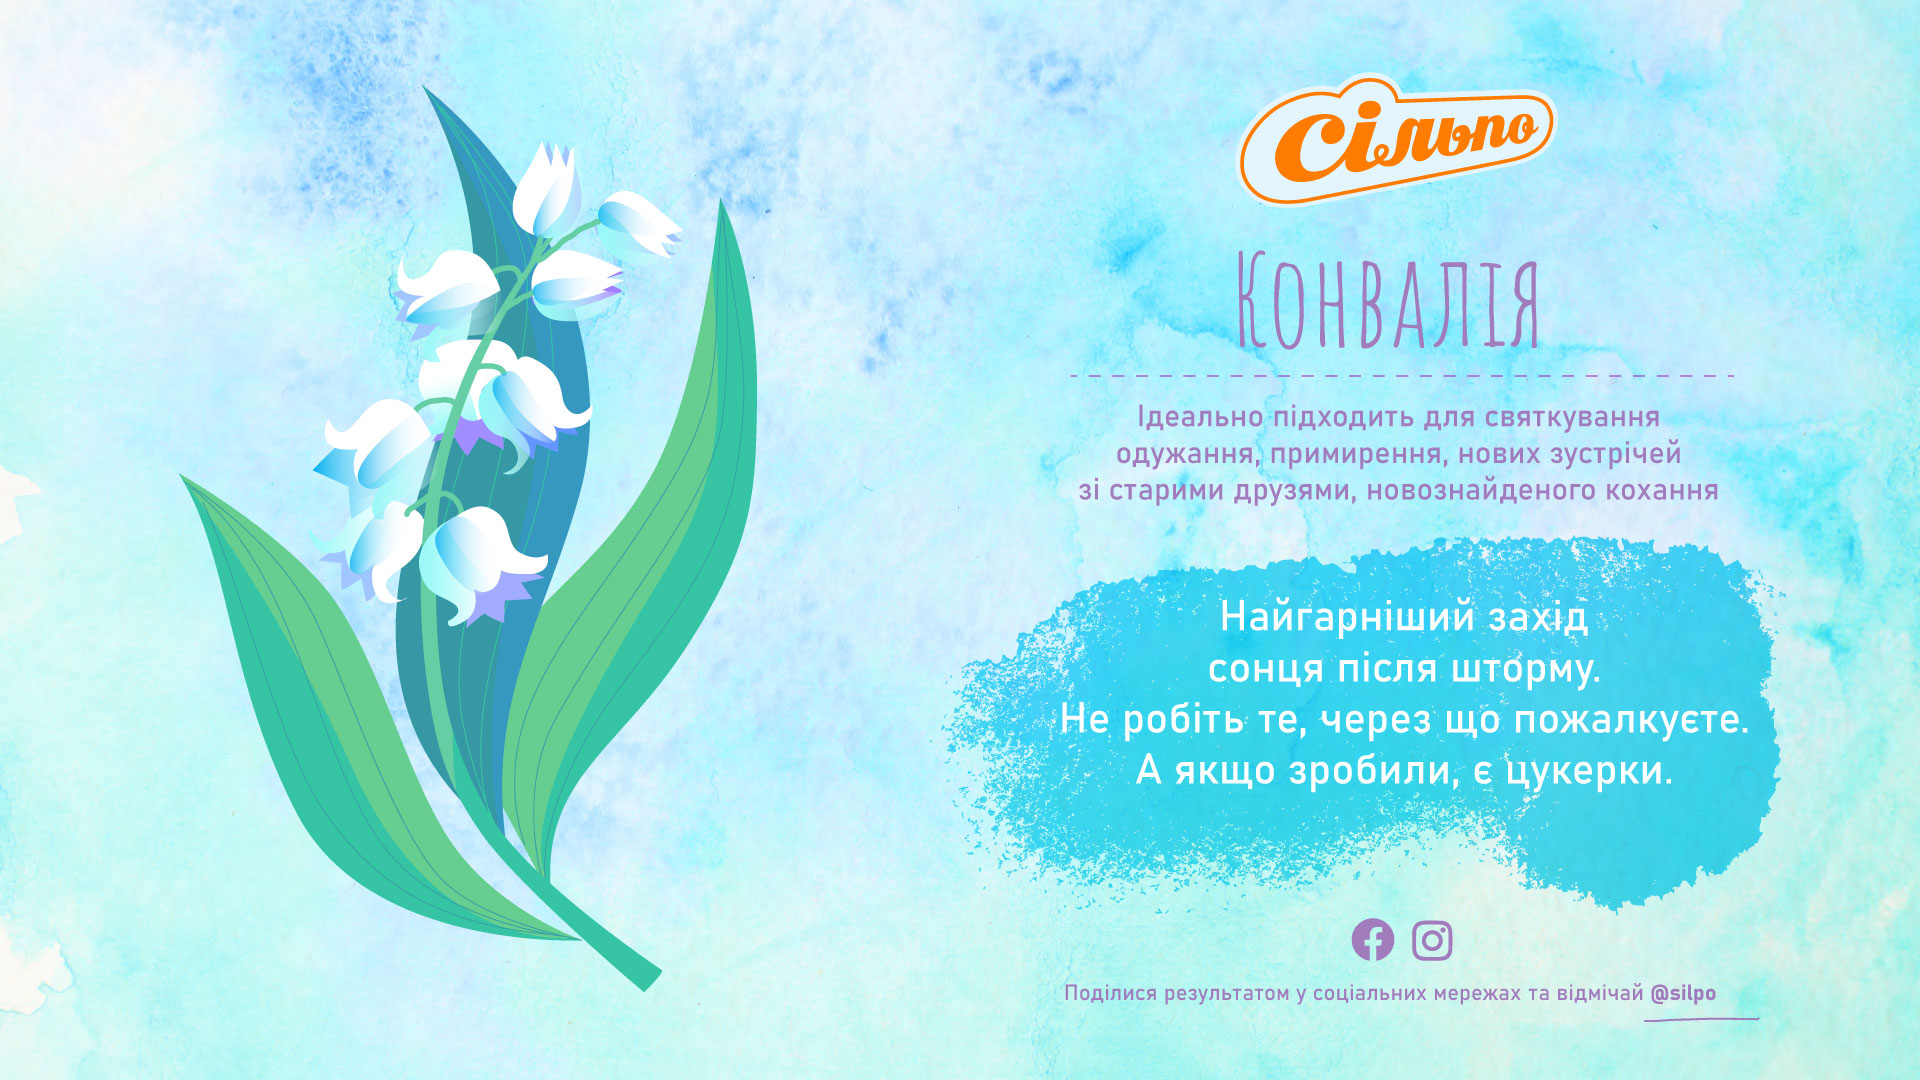 Сільпо
Конвалія
Ідеально підходить для святкування
одужання, примирення, нових зустрічей
зі старими друзями, новознайденого кохання
Найгарніший захід
сонця після шторму.
Не робіть те, через що пожалкуєте.
А якщо зробили, є цукерки.
Поділися результатом у соціальних мережах та відмічай @silpo